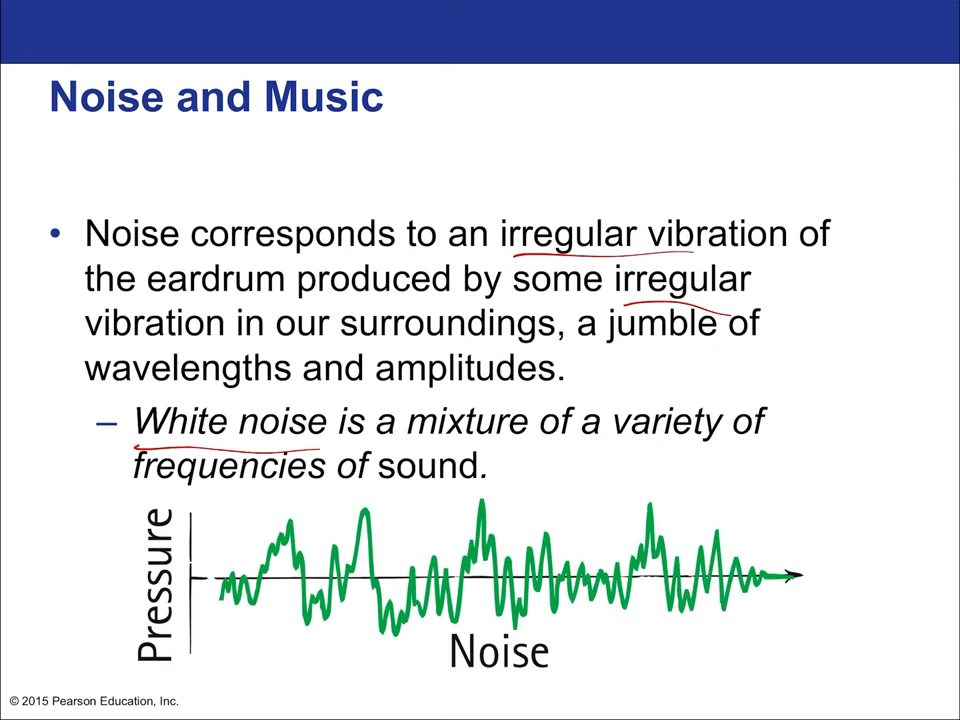 Noise and Music
• Noise corresponds to an irregular vibration of
the eardrum produced by some irregular
vibration in our surroundings, a jumble of
wavelengths and amplitudes.
– White noise is a mixture of a variety of
frequencies of sound.
Pressure
Noise
© 2015 Pearson Education, Inc.